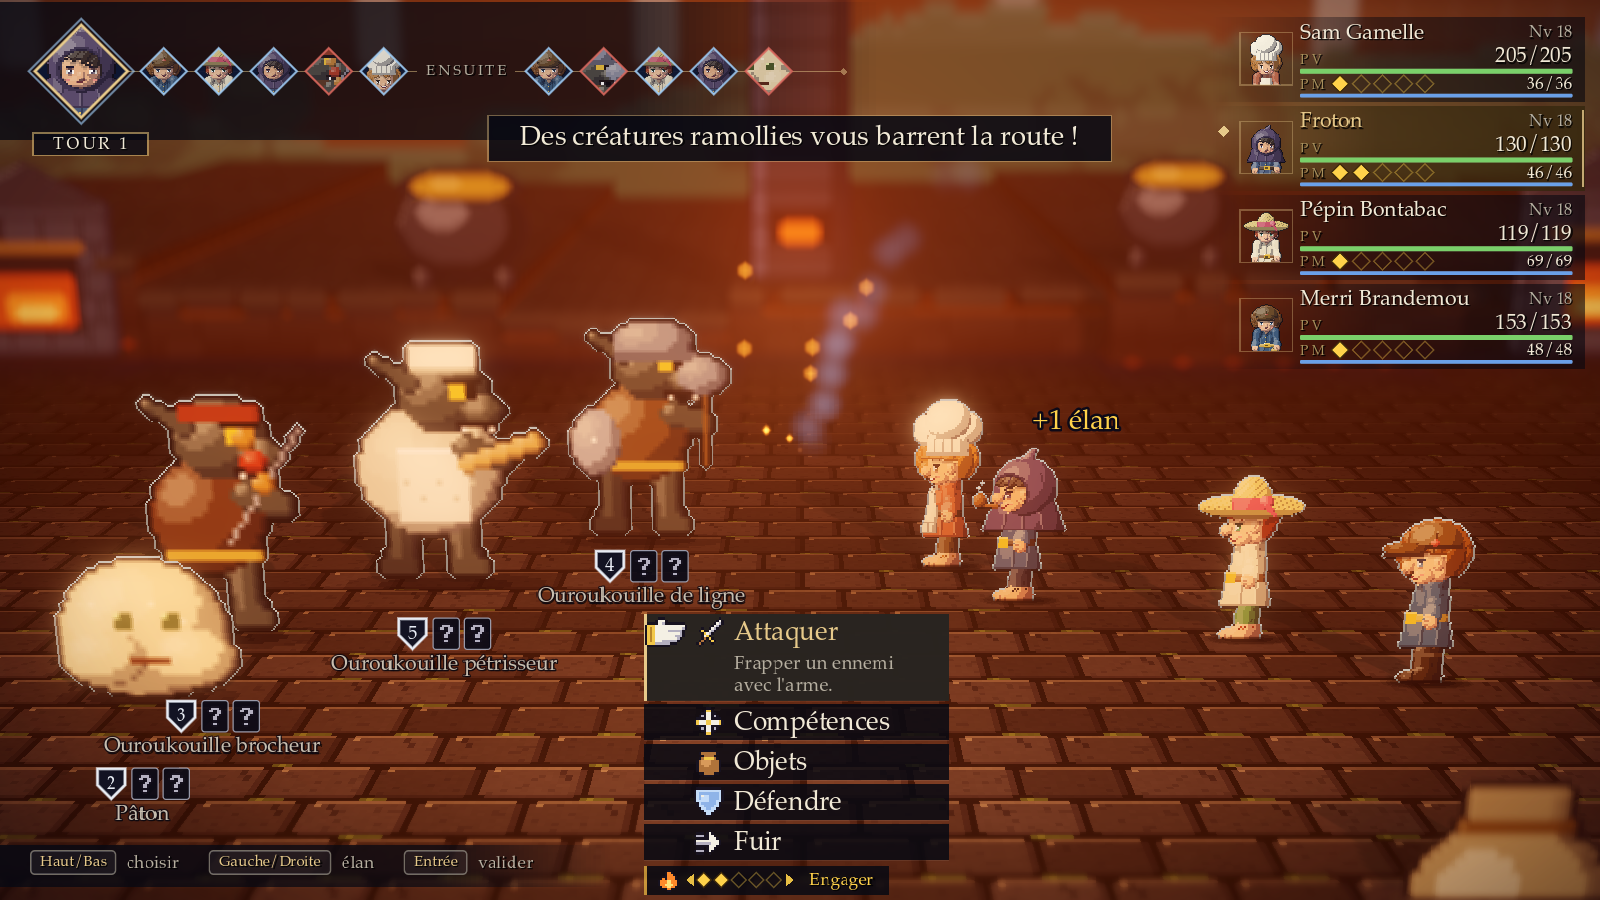 ENSUITE
TOUR 1
Des créatures ramollies vous barrent la route !
Sam Gamelle Nv 18
PV 205/205
PM 36/36
Froton Nv 18
PV 130/130
PM 46/46
Pépin Bontabac Nv 18
PV 119/119
PM 69/69
Merri Brandemou Nv 18
PV 153/153
PM 48/48
+1 élan
4 ? ?
Ouroukouille de ligne
5 ? ?
Ouroukouille pétrisseur
3 ? ?
Ouroukouille brocheur
2 ? ?
Pâton
Attaquer
Frapper un ennemi
avec l'arme.
Compétences
Objets
Défendre
Fuir
Engager
Haut/Bas choisir Gauche/Droite élan Entrée valider